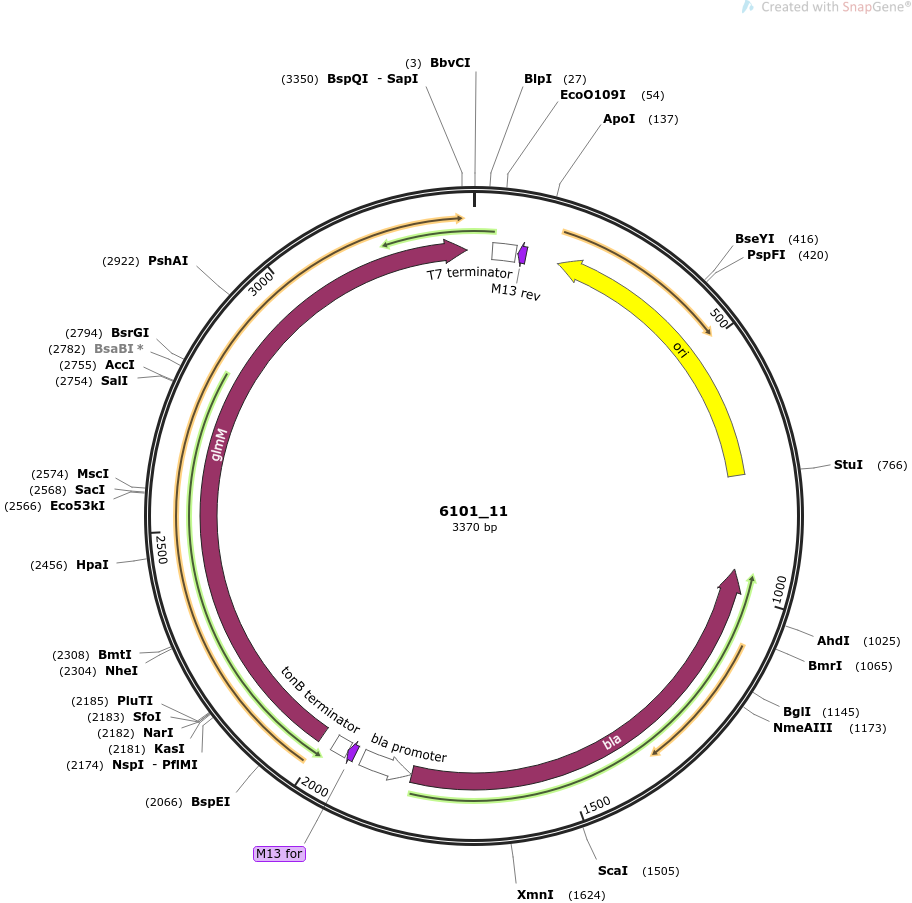 Created with SnapGene®
(3) BbvCI
(3350) BspQI - SapI
BlpI (27)
EcoO109I (54)
ApoI (137)
BseYI (416)
PspFI (420)
StuI (766)
AhdI (1025)
BmrI (1065)
BglI (1145)
NmeAIII (1173)
ScaI (1505)
XmnI (1624)
(2922) PshAI
(2794) BsrGI
(2782) BsaBI *
(2755) AccI
(2754) SalI
(2574) MscI
(2568) SacI
(2566) Eco53kI
(2456) HpaI
(2308) BmtI
(2304) NheI
(2185) PluTI
(2183) SfoI
(2182) NarI
(2181) KasI
(2174) NspI - PflMI
(2066) BspEI
M13 for
T7 terminator
M13 rev
ori
glmM
tonB terminator
bla promoter
bla
500
1000
1500
2000
2500
3000
6101_11
3370 bp